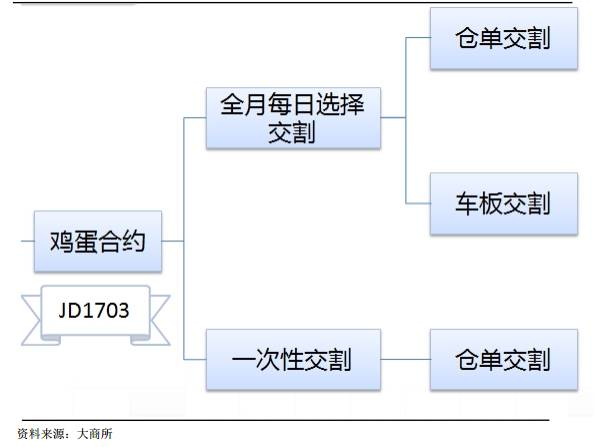 仓单交割
全月每日选择
交割
车板交割
鸡蛋合约
JD1703
一次性交割
仓单交割
资料来源：大商所